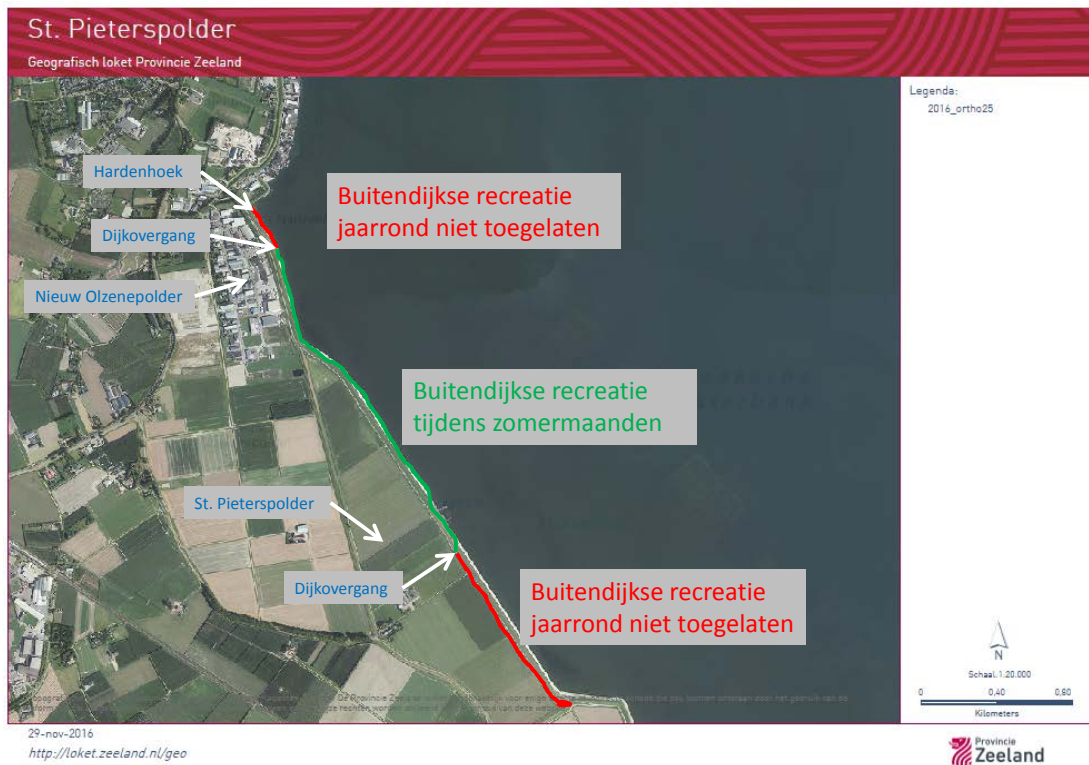 St. Pieterspolder
Geografisch loket Provincie Zeeland
Legenda:
2016_ortho25
Hardenhoek
Buitendijkse recreatie
jaarrond niet toegelaten
Dijkovergang
Nieuw Olzenepolder
Buitendijkse recreatie
tijdens zomermaanden
St. Pieterspolder
Dijkovergang
Buitendijkse recreatie
jaarrond niet toegelaten
N
Schaal.1:20.000
0 0,40 0,80
Kilometers
29-nov-2016
http://loket.zeeland.nl/geo
Provincie
Zeeland